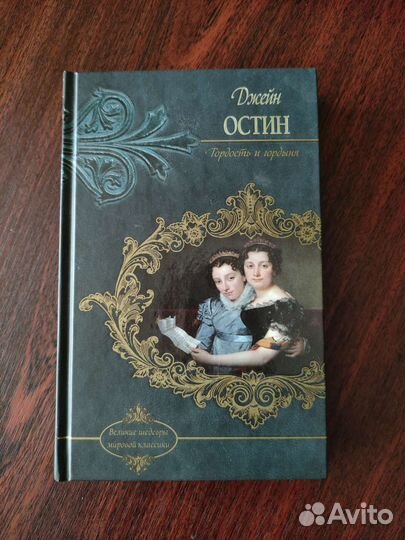 Джейн
ОСТИН
Гордость и гордыня
Великие шедевры
мировой классики
Avito